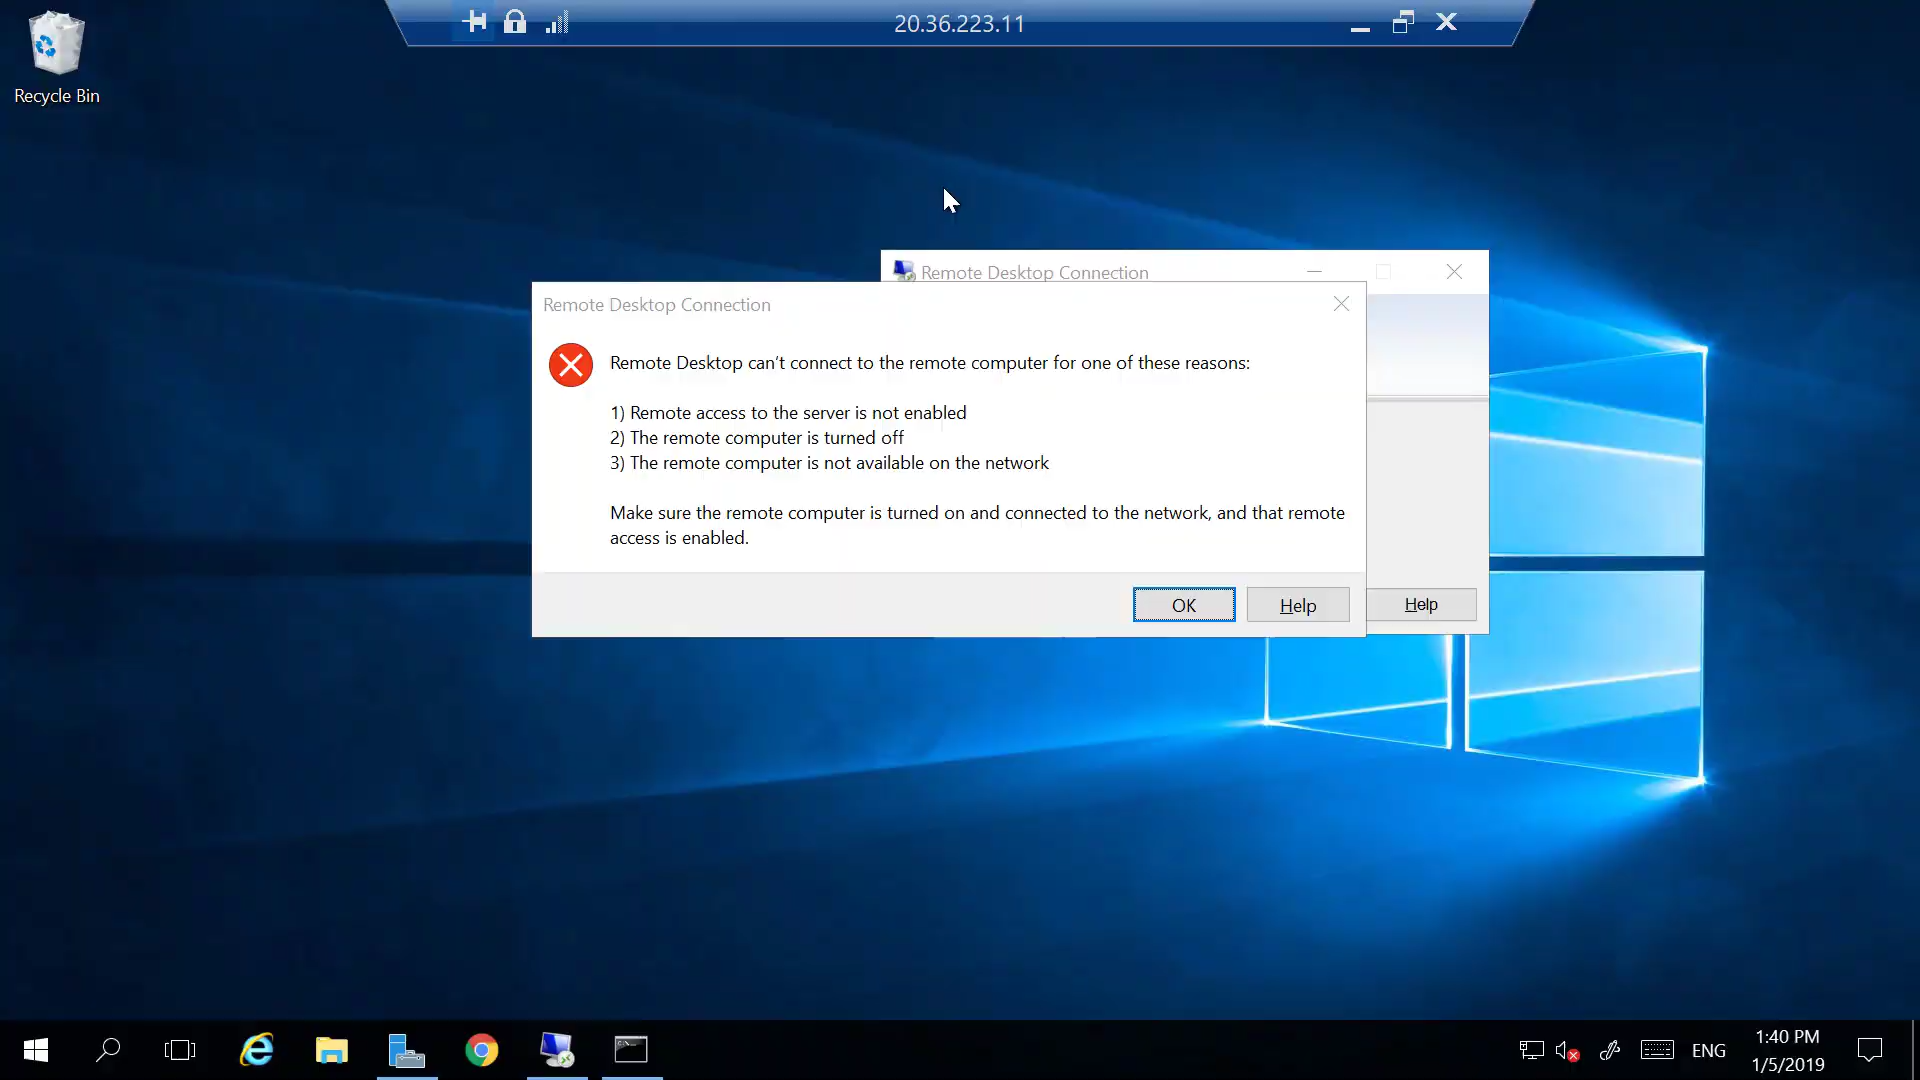 20.36.223.11
Recycle Bin
Remote Desktop Connection
Remote Desktop Connection
Remote Desktop can't connect to the remote computer for one of these reasons:
1) Remote access to the server is not enabled
2) The remote computer is turned off
3) The remote computer is not available on the network
Make sure the remote computer is turned on and connected to the network, and that remote
access is enabled.
OK
Help
Help
ENG
1:40 PM
1/5/2019